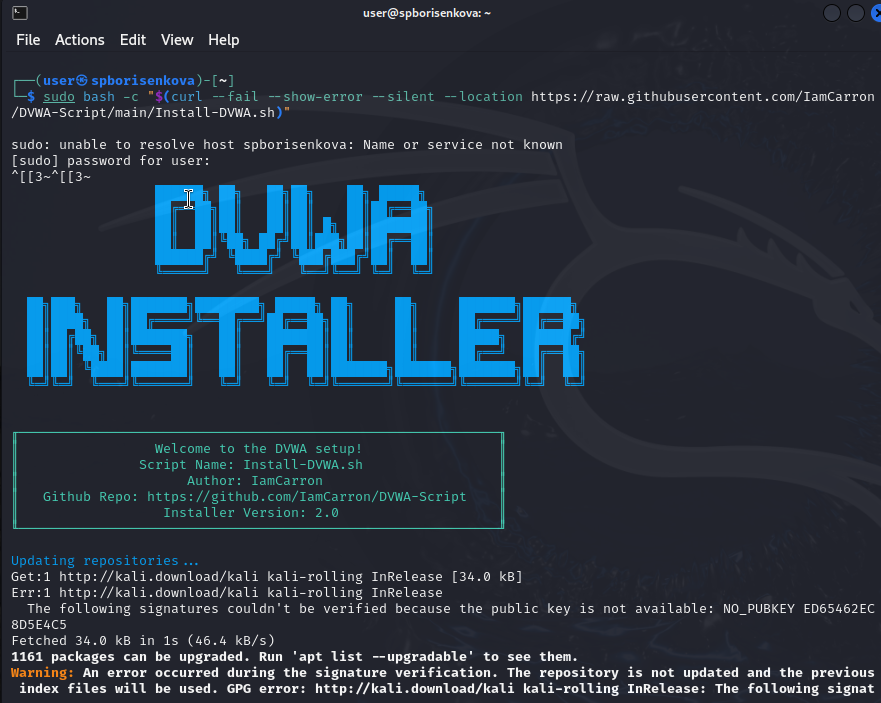 user@spborisenkova: ~
File Actions Edit View Help
┌──(user㉿spborisenkova)-[~]
└─$ sudo bash -c "$(curl --fail --show-error --silent --location https://raw.githubusercontent.com/IamCarron
/DVWA-Script/main/Install-DVWA.sh)"
sudo: unable to resolve host spborisenkova: Name or service not known
[sudo] password for user:
^[[3~^[[3~
DVWA
INSTALLER
Welcome to the DVWA setup!
Script Name: Install-DVWA.sh
Author: IamCarron
Github Repo: https://github.com/IamCarron/DVWA-Script
Installer Version: 2.0
Updating repositories...
Get:1 http://kali.download/kali kali-rolling InRelease [34.0 kB]
Err:1 http://kali.download/kali kali-rolling InRelease
The following signatures couldn't be verified because the public key is not available: NO_PUBKEY ED65462EC
8D5E4C5
Fetched 34.0 kB in 1s (46.4 kB/s)
1161 packages can be upgraded. Run 'apt list --upgradable' to see them.
Warning: An error occurred during the signature verification. The repository is not updated and the previous
index files will be used. GPG error: http://kali.download/kali kali-rolling InRelease: The following signat